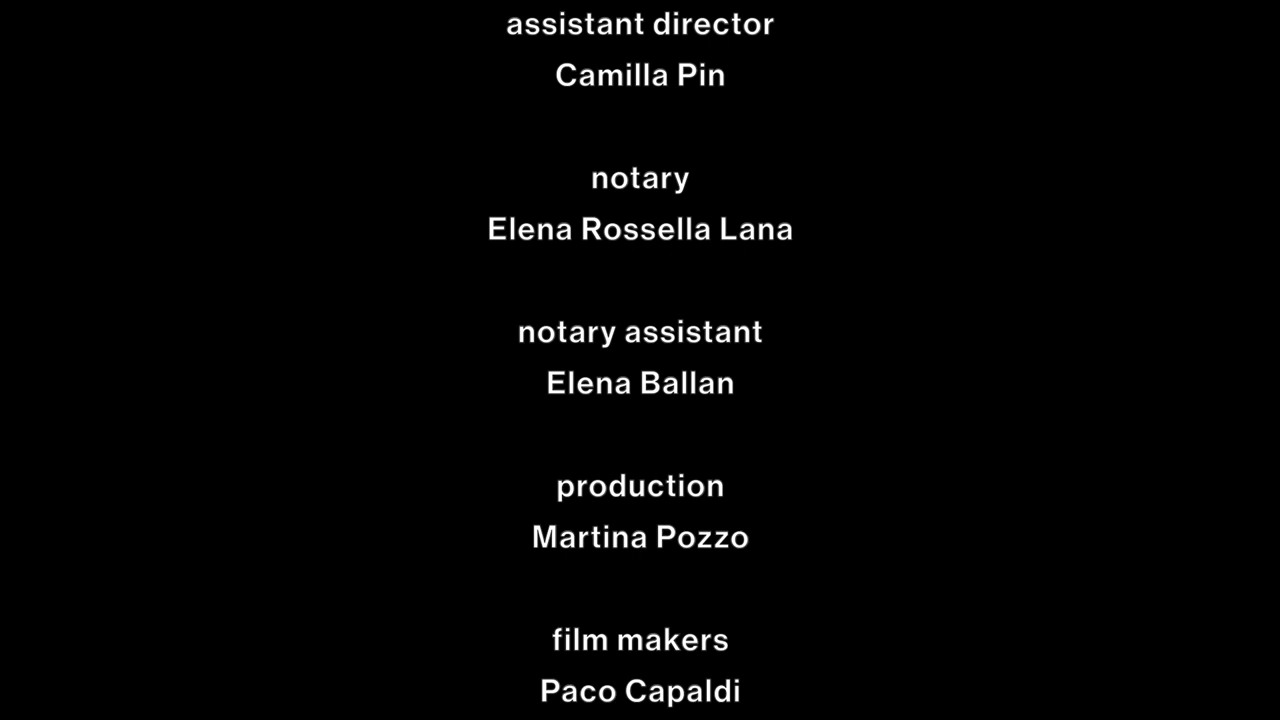 assistant director
Camilla Pin
notary
Elena Rossella Lana
notary assistant
Elena Ballan
production
Martina Pozzo
film makers
Paco Capaldi